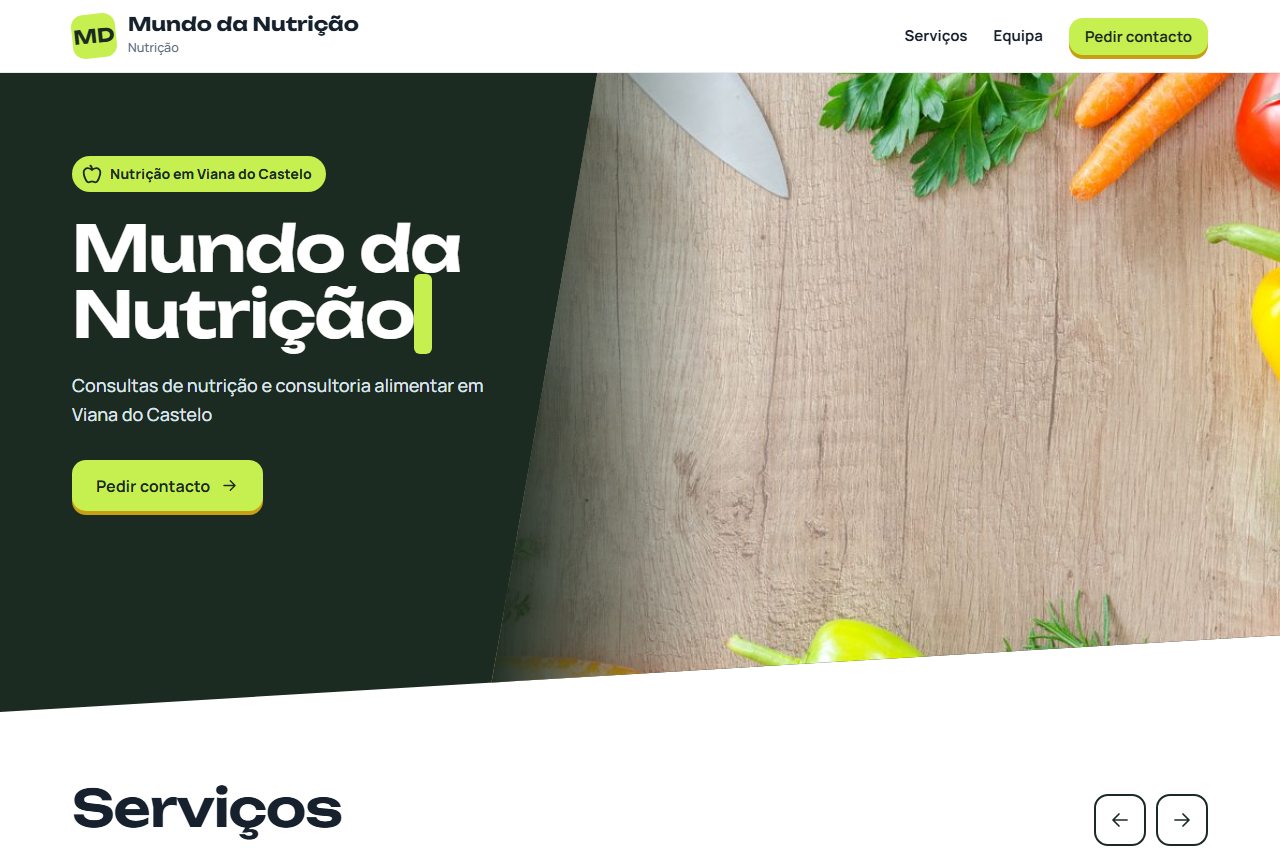 MD
Mundo da Nutrição
Nutrição
Serviços
Equipa
Pedir contacto
Nutrição em Viana do Castelo
Mundo da
Nutrição
Consultas de nutrição e consultoria alimentar em
Viana do Castelo
Pedir contacto →
Serviços
← →